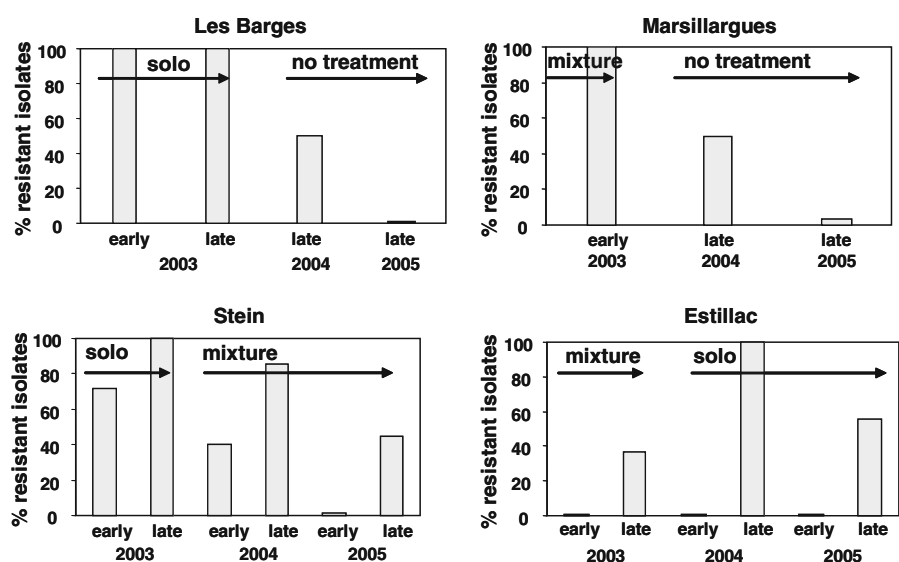 Les Barges
% resistant isolates
100
80
60
40
20
0
solo
no treatment
early late late late
2003 2004 2005
Marsillargues
% resistant isolates
100
80
60
40
20
0
mixture
no treatment
early late late
2003 2004 2005
Stein
% resistant isolates
100
80
60
40
20
0
solo
mixture
early late early late early late
2003 2004 2005
Estillac
% resistant isolates
100
80
60
40
20
0
mixture
solo
early late early late early late
2003 2004 2005